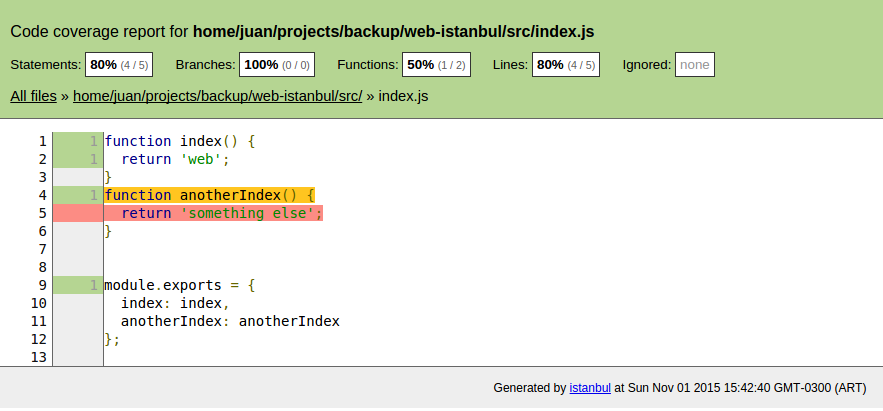 Code coverage report for home/juan/projects/backup/web-istanbul/src/index.js
Statements: 80% (4 / 5) Branches: 100% (0 / 0) Functions: 50% (1 / 2) Lines: 80% (4 / 5) Ignored: none
All files » home/juan/projects/backup/web-istanbul/src/ » index.js
1 1 function index() {
2 1   return 'web';
3 }
4 1 function anotherIndex() {
5   return 'something else';
6 }
7
8
9 1 module.exports = {
10   index: index,
11   anotherIndex: anotherIndex
12 };
13
Generated by istanbul at Sun Nov 01 2015 15:42:40 GMT-0300 (ART)